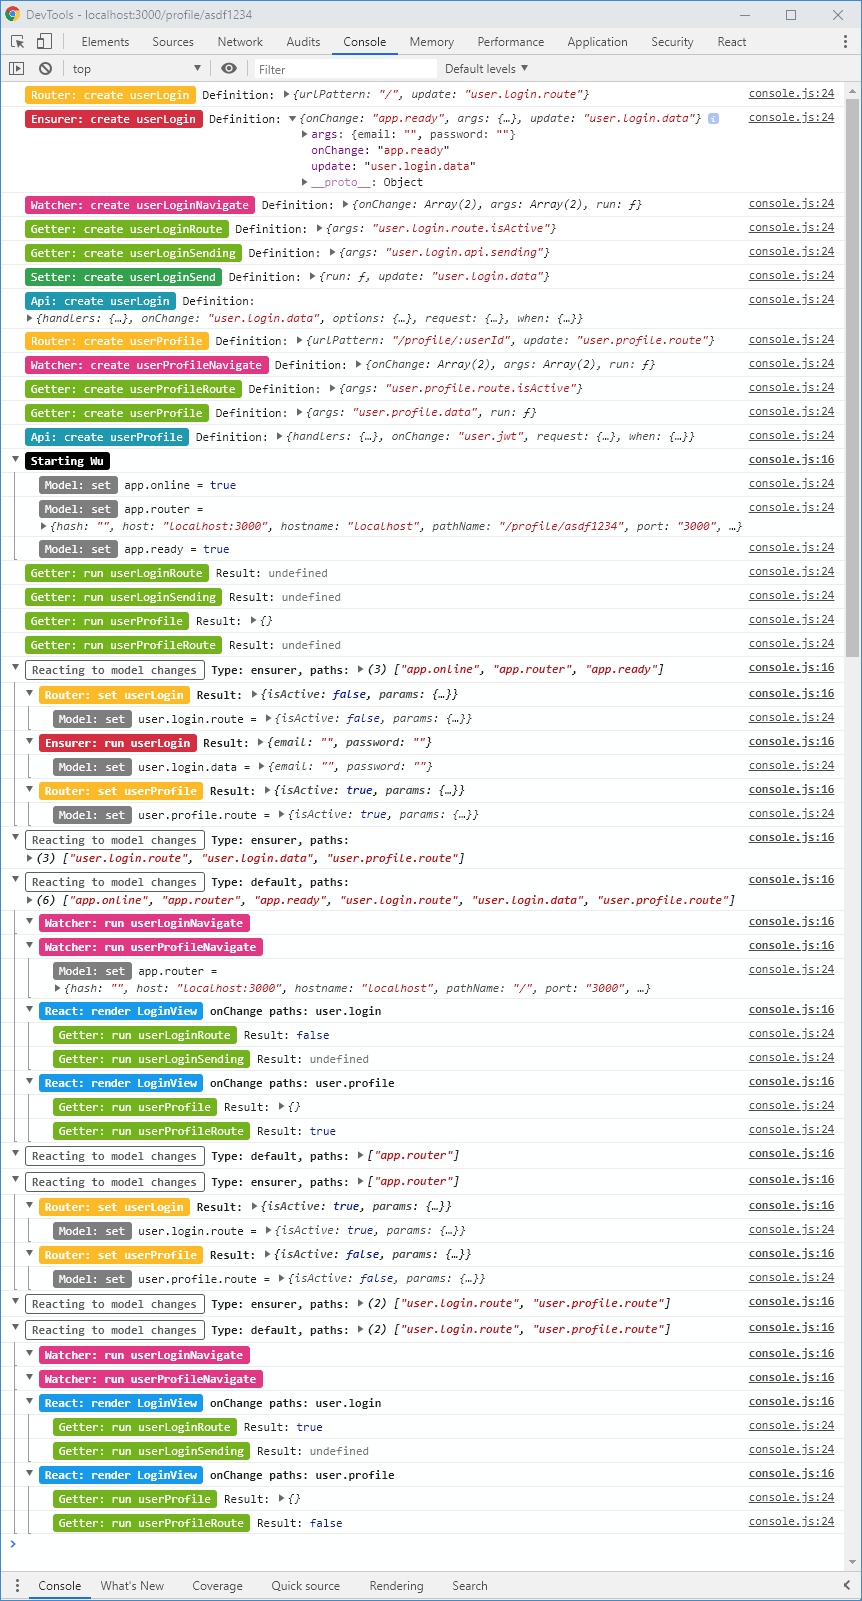 DevTools - localhost:3000/profile/asdf1234
Elements Sources Network Audits Console Memory Performance Application Security React
top Filter Default levels
Router: create userLogin Definition: {urlPattern: "/", update: "user.login.route"} console.js:24
Ensurer: create userLogin Definition: {onChange: "app.ready", args: {…}, update: "user.login.data"} console.js:24
args: {email: "", password: ""}
onChange: "app.ready"
update: "user.login.data"
__proto__: Object
Watcher: create userLoginNavigate Definition: {onChange: Array(2), args: Array(2), run: ƒ} console.js:24
Getter: create userLoginRoute Definition: {args: "user.login.route.isActive"} console.js:24
Getter: create userLoginSending Definition: {args: "user.login.api.sending"} console.js:24
Setter: create userLoginSend Definition: {run: ƒ, update: "user.login.data"} console.js:24
Api: create userLogin Definition: console.js:24
{handlers: {…}, onChange: "user.login.data", options: {…}, request: {…}, when: {…}}
Router: create userProfile Definition: {urlPattern: "/profile/:userId", update: "user.profile.route"} console.js:24
Watcher: create userProfileNavigate Definition: {onChange: Array(2), args: Array(2), run: ƒ} console.js:24
Getter: create userProfileRoute Definition: {args: "user.profile.route.isActive"} console.js:24
Getter: create userProfile Definition: {args: "user.profile.data", run: ƒ} console.js:24
Api: create userProfile Definition: {handlers: {…}, onChange: "user.jwt", request: {…}, when: {…}} console.js:24
Starting Wu console.js:16
Model: set app.online = true console.js:24
Model: set app.router = console.js:24
{hash: "", host: "localhost:3000", hostname: "localhost", pathName: "/profile/asdf1234", port: "3000", …}
Model: set app.ready = true console.js:24
Getter: run userLoginRoute Result: undefined console.js:24
Getter: run userLoginSending Result: undefined console.js:24
Getter: run userProfile Result: {} console.js:24
Getter: run userProfileRoute Result: undefined console.js:24
Reacting to model changes Type: ensurer, paths: (3) ["app.online", "app.router", "app.ready"] console.js:16
Router: set userLogin Result: {isActive: false, params: {…}} console.js:16
Model: set user.login.route = {isActive: false, params: {…}} console.js:24
Ensurer: run userLogin Result: {email: "", password: ""} console.js:16
Model: set user.login.data = {email: "", password: ""} console.js:24
Router: set userProfile Result: {isActive: true, params: {…}} console.js:16
Model: set user.profile.route = {isActive: true, params: {…}} console.js:24
Reacting to model changes Type: ensurer, paths: console.js:16
(3) ["user.login.route", "user.login.data", "user.profile.route"]
Reacting to model changes Type: default, paths: console.js:16
(6) ["app.online", "app.router", "app.ready", "user.login.route", "user.login.data", "user.profile.route"]
Watcher: run userLoginNavigate console.js:16
Watcher: run userProfileNavigate console.js:16
Model: set app.router = console.js:24
{hash: "", host: "localhost:3000", hostname: "localhost", pathName: "/", port: "3000", …}
React: render LoginView onChange paths: user.login console.js:16
Getter: run userLoginRoute Result: false console.js:24
Getter: run userLoginSending Result: undefined console.js:24
React: render LoginView onChange paths: user.profile console.js:16
Getter: run userProfile Result: {} console.js:24
Getter: run userProfileRoute Result: true console.js:24
Reacting to model changes Type: default, paths: ["app.router"] console.js:16
Reacting to model changes Type: ensurer, paths: ["app.router"] console.js:16
Router: set userLogin Result: {isActive: true, params: {…}} console.js:16
Model: set user.login.route = {isActive: true, params: {…}} console.js:24
Router: set userProfile Result: {isActive: false, params: {…}} console.js:16
Model: set user.profile.route = {isActive: false, params: {…}} console.js:24
Reacting to model changes Type: ensurer, paths: (2) ["user.login.route", "user.profile.route"] console.js:16
Reacting to model changes Type: default, paths: (2) ["user.login.route", "user.profile.route"] console.js:16
Watcher: run userLoginNavigate console.js:16
Watcher: run userProfileNavigate console.js:16
React: render LoginView onChange paths: user.login console.js:16
Getter: run userLoginRoute Result: true console.js:24
Getter: run userLoginSending Result: undefined console.js:24
React: render LoginView onChange paths: user.profile console.js:16
Getter: run userProfile Result: {} console.js:24
Getter: run userProfileRoute Result: false console.js:24
Console What's New Coverage Quick source Rendering Search